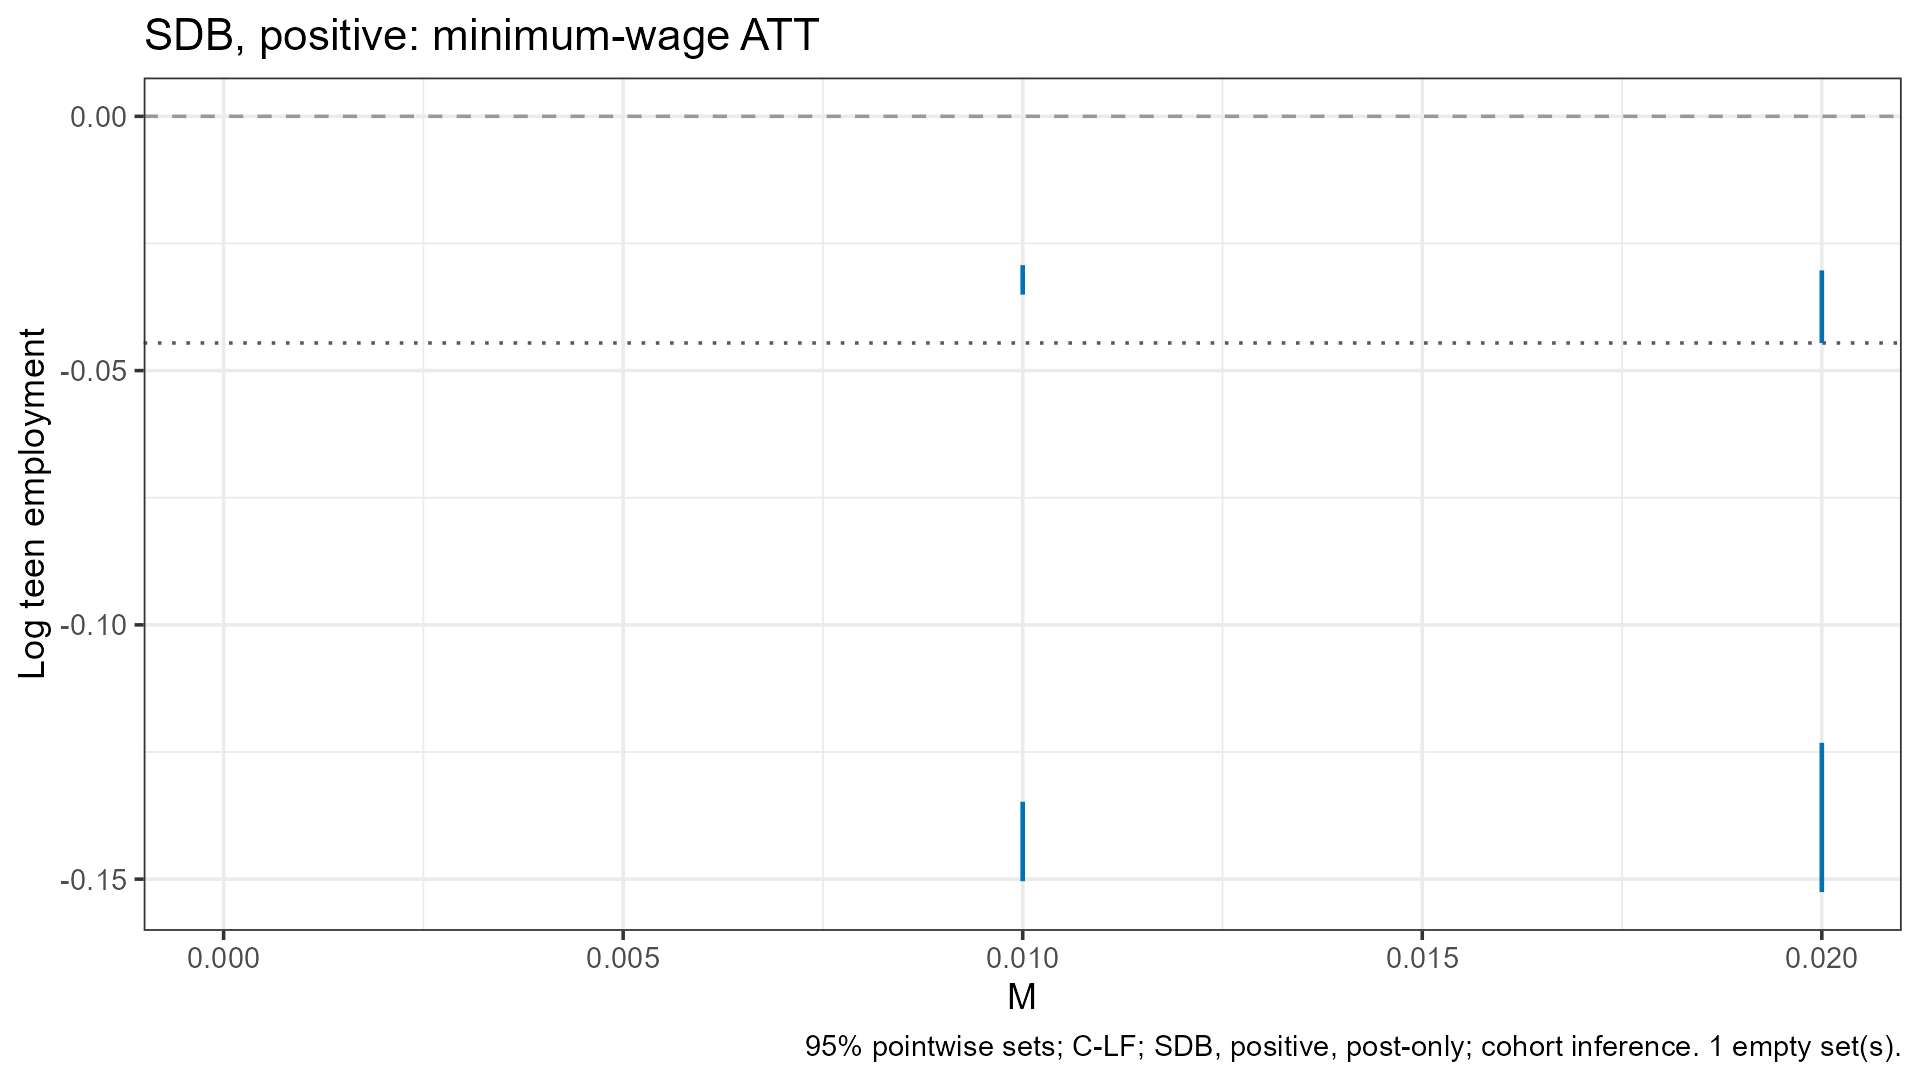 SDB, positive: minimum-wage ATT
Log teen employment
0.00
-0.05
-0.10
-0.15
0.000
0.005
0.010
0.015
0.020
M
95% pointwise sets; C-LF; SDB, positive, post-only; cohort inference. 1 empty set(s).